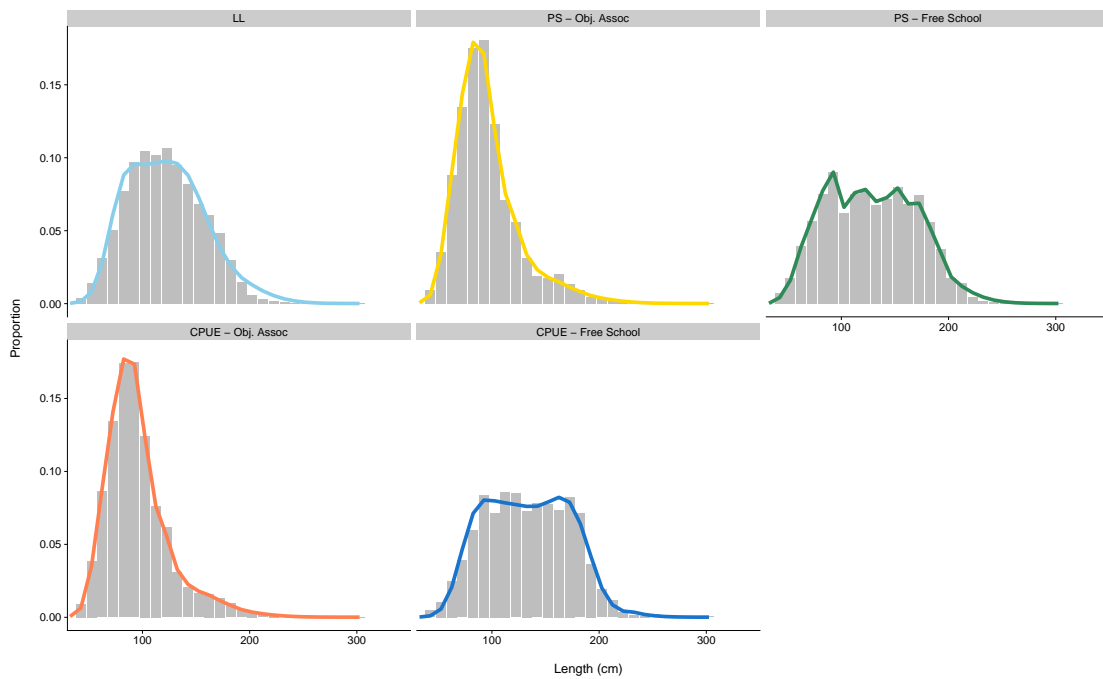 LL
PS − Obj. Assoc
PS − Free School
0.15
0.10
0.05
0.00
100
200
300
CPUE − Obj. Assoc
CPUE − Free School
0.15
0.10
0.05
0.00
100
200
300
100
200
300
Proportion
Length (cm)